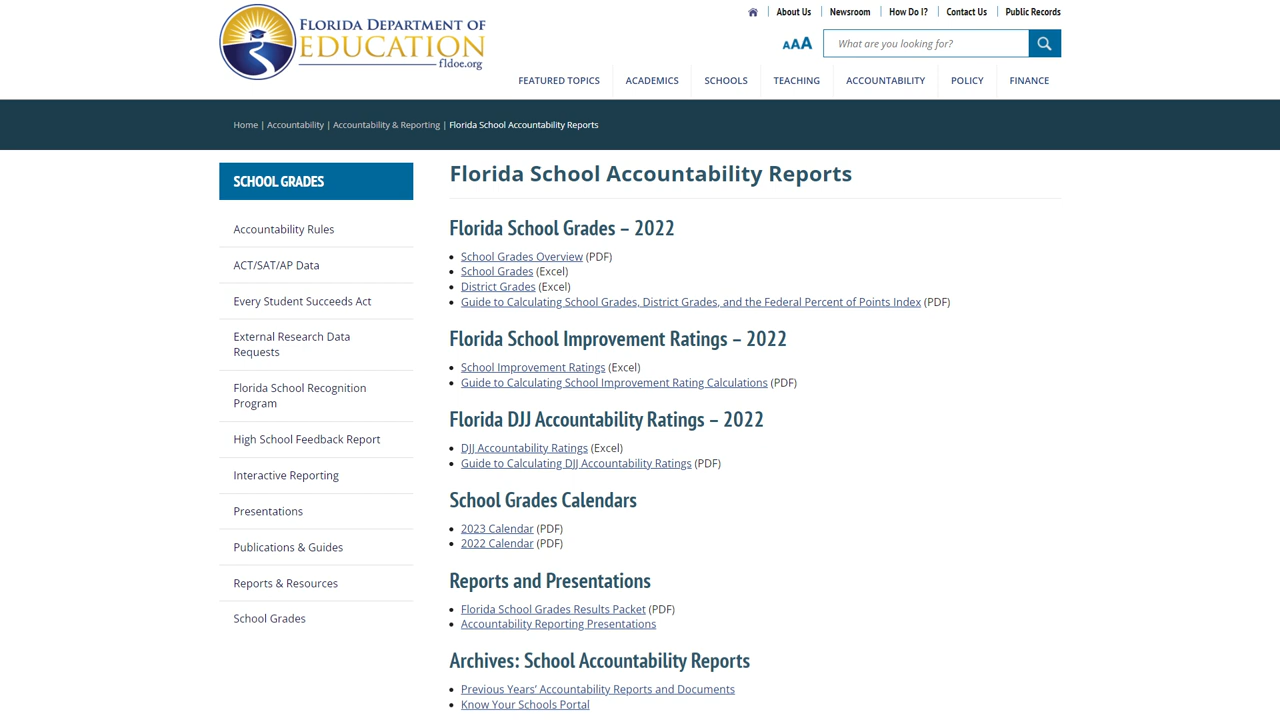 FLORIDA DEPARTMENT OF
EDUCATION
fldoe.org
About Us
Newsroom
How Do I?
Contact Us
Public Records
AAA
What are you looking for?
FEATURED TOPICS
ACADEMICS
SCHOOLS
TEACHING
ACCOUNTABILITY
POLICY
FINANCE
Home | Accountability | Accountability & Reporting | Florida School Accountability Reports
SCHOOL GRADES
Accountability Rules
ACT/SAT/AP Data
Every Student Succeeds Act
External Research Data
Requests
Florida School Recognition
Program
High School Feedback Report
Interactive Reporting
Presentations
Publications & Guides
Reports & Resources
School Grades
Florida School Accountability Reports
Florida School Grades – 2022
School Grades Overview (PDF)
School Grades (Excel)
District Grades (Excel)
Guide to Calculating School Grades, District Grades, and the Federal Percent of Points Index (PDF)
Florida School Improvement Ratings – 2022
School Improvement Ratings (Excel)
Guide to Calculating School Improvement Rating Calculations (PDF)
Florida DJJ Accountability Ratings – 2022
DJJ Accountability Ratings (Excel)
Guide to Calculating DJJ Accountability Ratings (PDF)
School Grades Calendars
2023 Calendar (PDF)
2022 Calendar (PDF)
Reports and Presentations
Florida School Grades Results Packet (PDF)
Accountability Reporting Presentations
Archives: School Accountability Reports
Previous Years’ Accountability Reports and Documents
Know Your Schools Portal